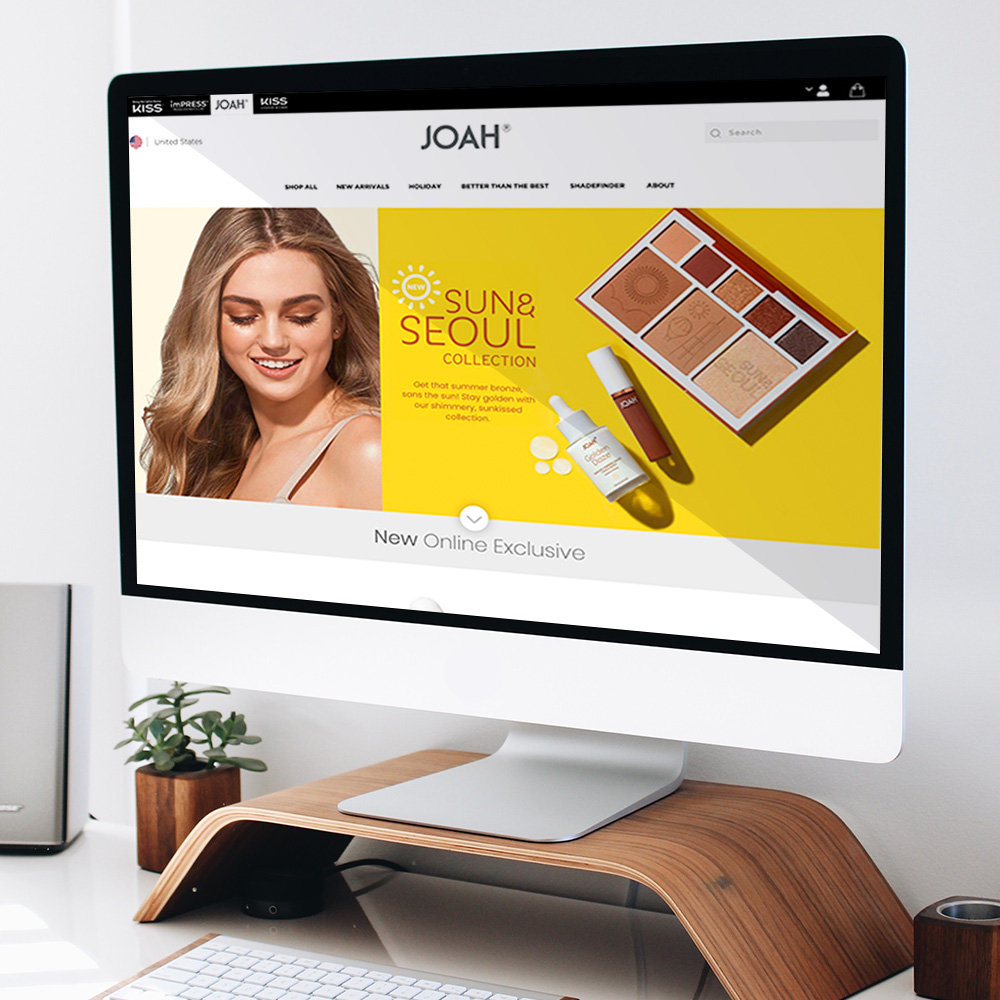 KISS
imPRESS
JOAH
KISS
United States
JOAH®
Search
SHOP ALL NEW ARRIVALS HOLIDAY BETTER THAN THE BEST SHADEFINDER ABOUT
NEW
SUN&
SEOUL
COLLECTION
Get that summer bronze,
sans the sun! Stay golden with
our shimmery, sunkissed
collection.
SUN&
SEOUL
JOAH
JOAH
Golden
Daze
New Online Exclusive